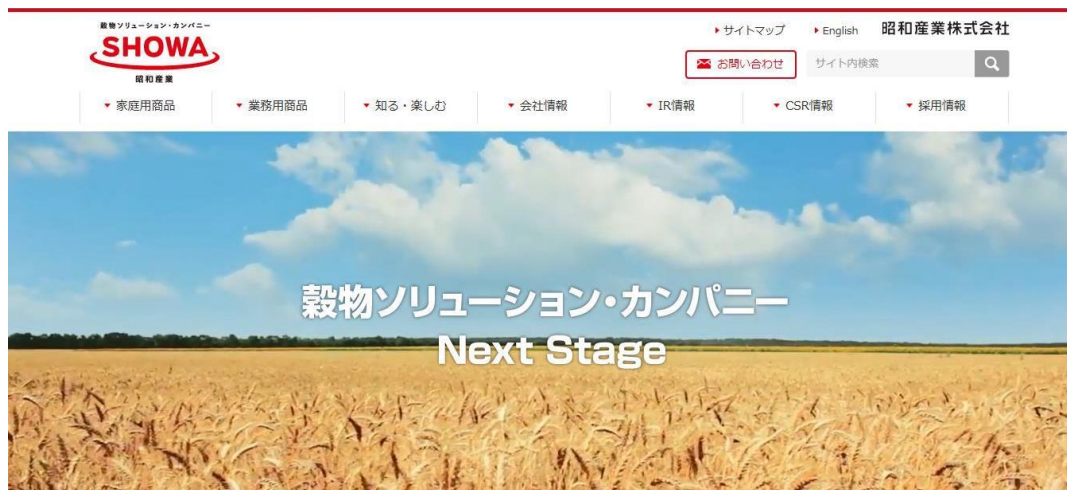 穀物ソリューション・カンパニー
SHOWA
昭和産業
サイトマップ
English
昭和産業株式会社
お問い合わせ
サイト内検索
家庭用商品
業務用商品
知る・楽しむ
会社情報
IR情報
CSR情報
採用情報
穀物ソリューション・カンパニー
Next Stage